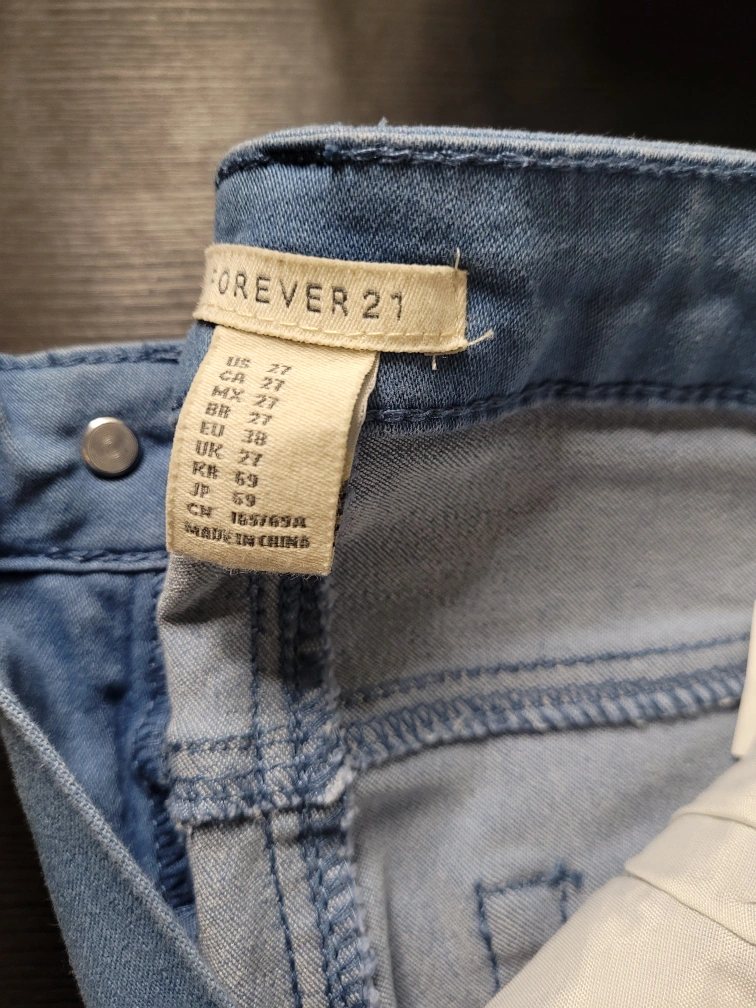 FOREVER 21
US 27
CA 27
MX 27
BR 27
EU 38
UK 27
KR 69
JP 69
CN 165/69A
MADE IN CHINA